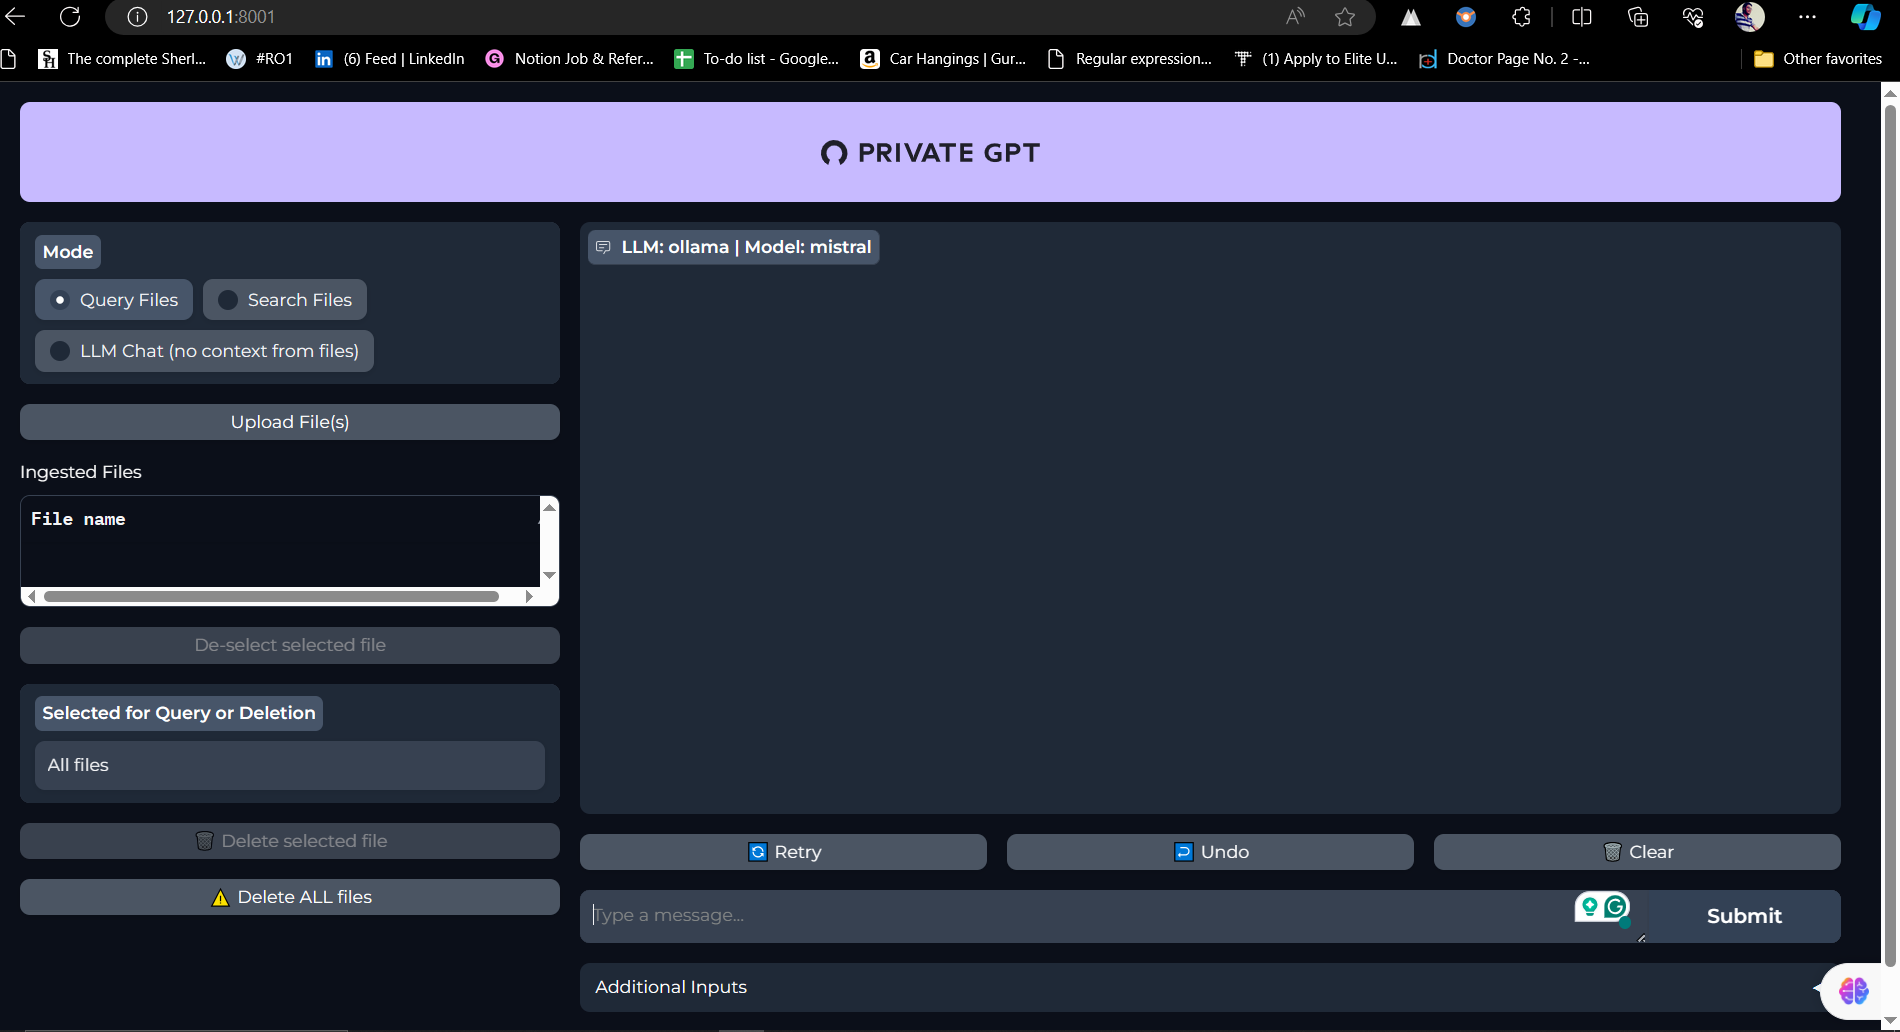 127.0.0.1:8001
The complete Sherl...
#RO1
(6) Feed | LinkedIn
Notion Job & Refer...
To-do list - Google...
Car Hangings | Gur...
Regular expression...
(1) Apply to Elite U...
Doctor Page No. 2 -...
Other favorites
PRIVATE GPT
Mode
Query Files
Search Files
LLM Chat (no context from files)
Upload File(s)
Ingested Files
File name
De-select selected file
Selected for Query or Deletion
All files
Delete selected file
Delete ALL files
LLM: ollama | Model: mistral
Retry
Undo
Clear
Type a message...
Submit
Additional Inputs